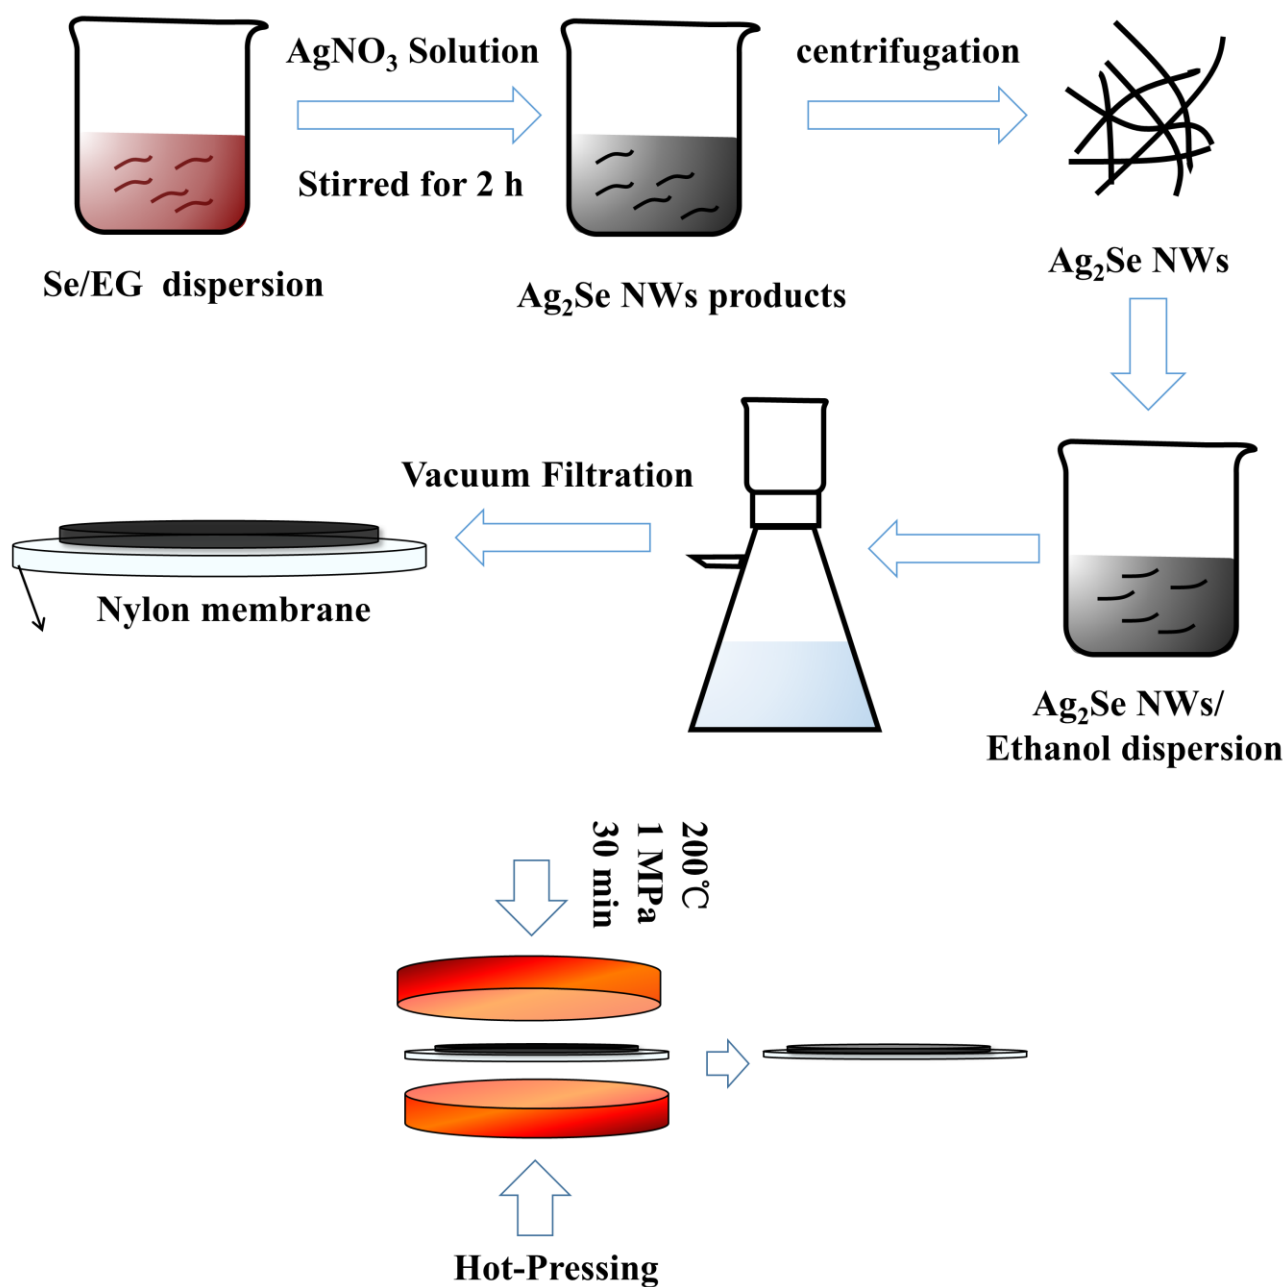 AgNO₃ Solution
Stirred for 2 h
centrifugation
Se/EG dispersion
Ag₂Se NWs products
Ag₂Se NWs
Vacuum Filtration
Nylon membrane
Ag₂Se NWs/
Ethanol dispersion
200℃
1 MPa
30 min
Hot-Pressing